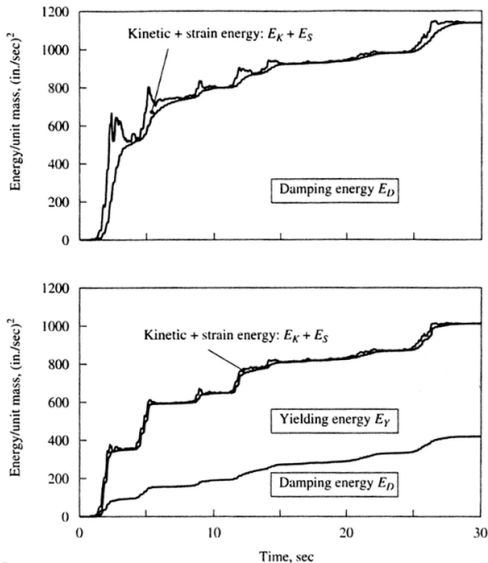 1200
1000
800
600
400
200
0
Energy/unit mass, (in./sec)²
Kinetic + strain energy: E_K + E_S
Damping energy E_D
1200
1000
800
600
400
200
0
Energy/unit mass, (in./sec)²
Kinetic + strain energy: E_K + E_S
Yielding energy E_Y
Damping energy E_D
0 10 20 30
Time, sec